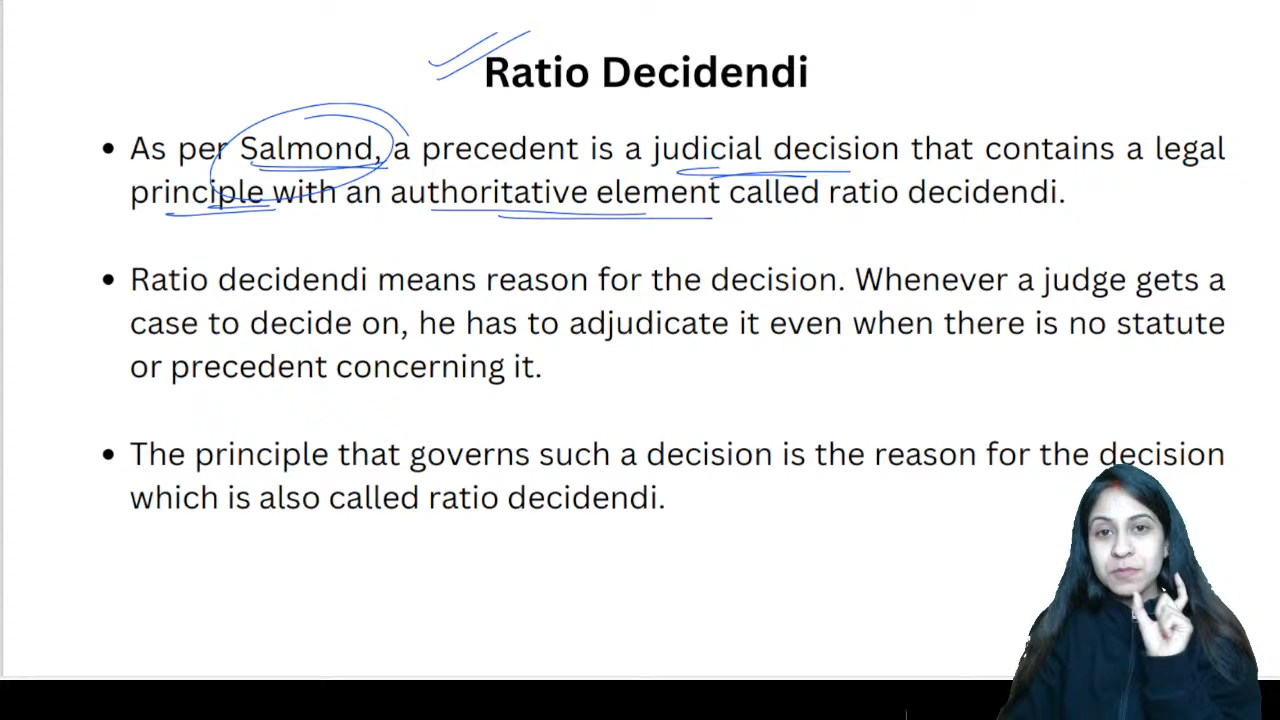 Ratio Decidendi
• As per Salmond, a precedent is a judicial decision that contains a legal
principle with an authoritative element called ratio decidendi.
• Ratio decidendi means reason for the decision. Whenever a judge gets a
case to decide on, he has to adjudicate it even when there is no statute
or precedent concerning it.
• The principle that governs such a decision is the reason for the decision
which is also called ratio decidendi.